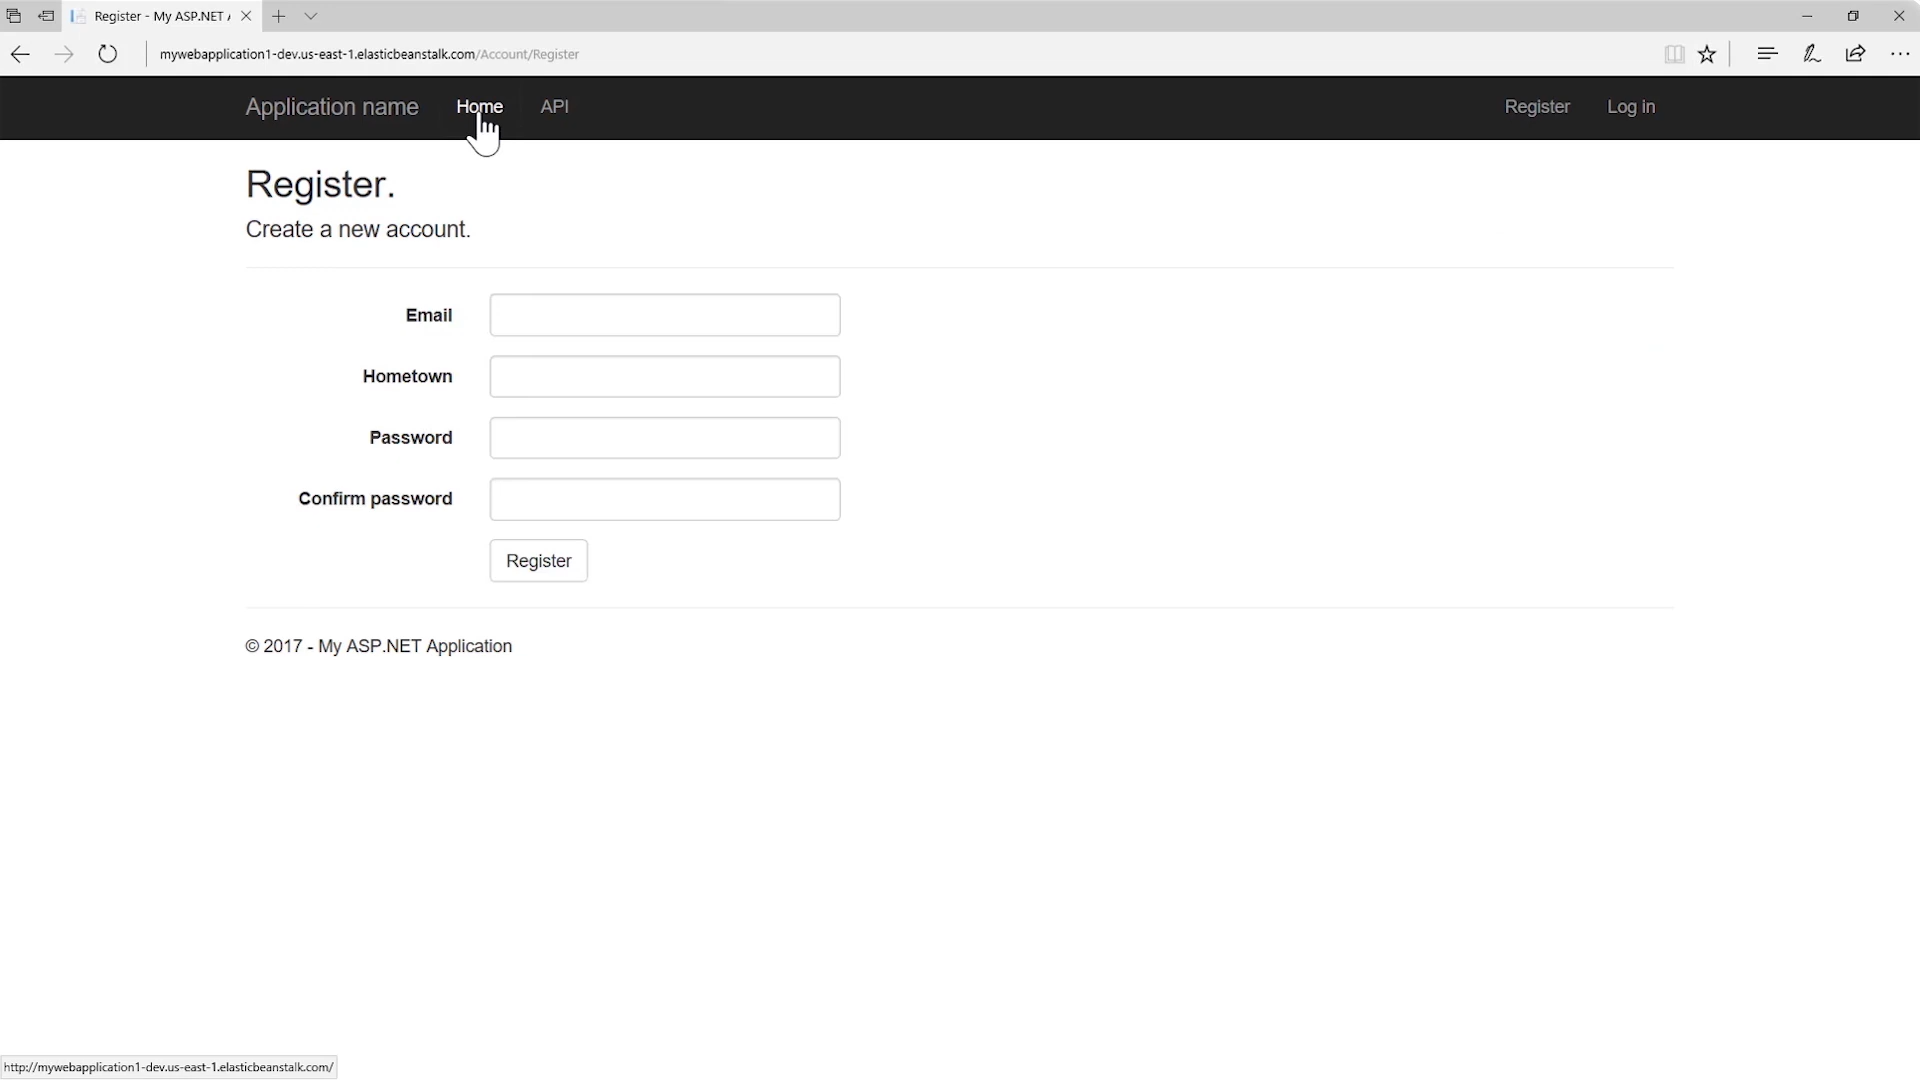 Register - My ASP.NET
mywebapplication1-dev.us-east-1.elasticbeanstalk.com/Account/Register
Application name Home API Register Log in
Register.
Create a new account.
Email
Hometown
Password
Confirm password
Register
© 2017 - My ASP.NET Application
http://mywebapplication1-dev.us-east-1.elasticbeanstalk.com/